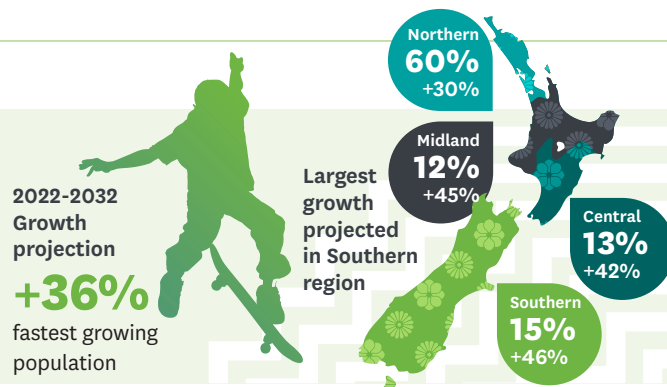 2022-2032
Growth
projection
+36%
fastest growing
population
Largest
growth
projected
in Southern
region
Northern
60%
+30%
Midland
12%
+45%
Central
13%
+42%
Southern
15%
+46%